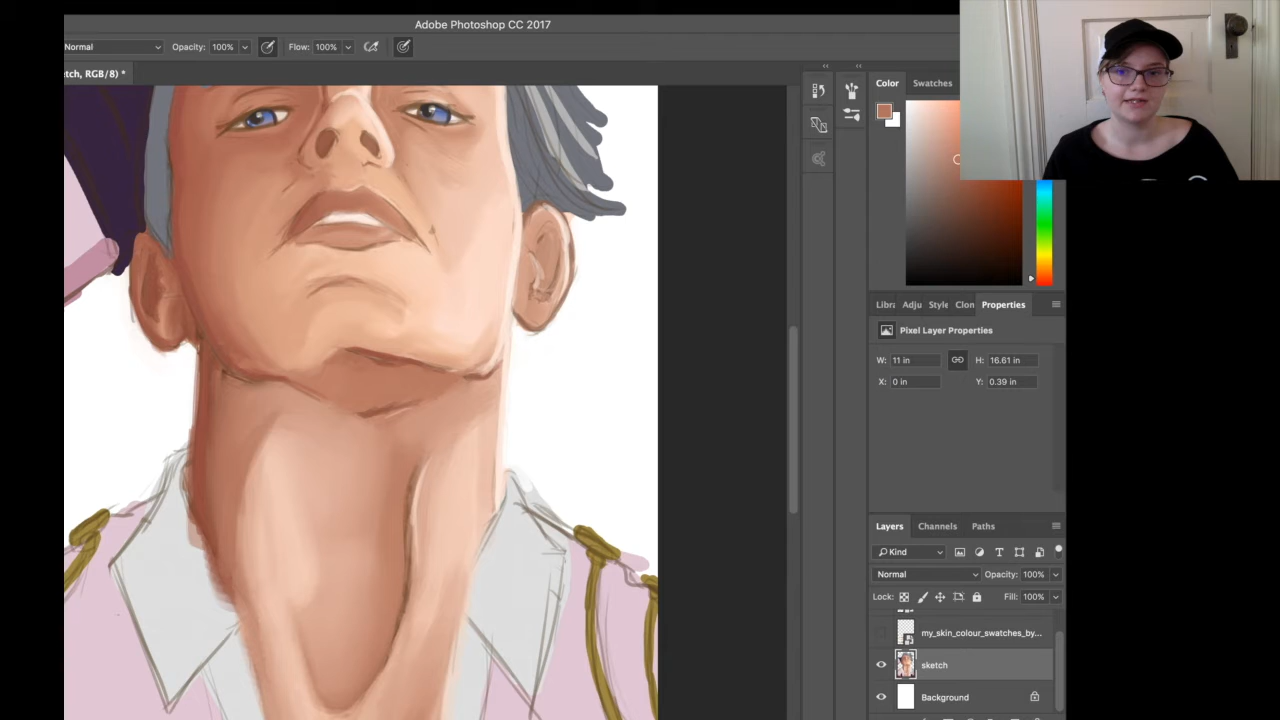 Adobe Photoshop CC 2017
Normal Opacity: 100% Flow: 100%
etch, RGB/8) *
Color Swatches
Libra Adju Style Clon Properties
Pixel Layer Properties
W: 11 in H: 16.61 in
X: 0 in Y: 0.39 in
Layers Channels Paths
Kind
Normal Opacity: 100%
Lock: Fill: 100%
my_skin_colour_swatches_by...
sketch
Background